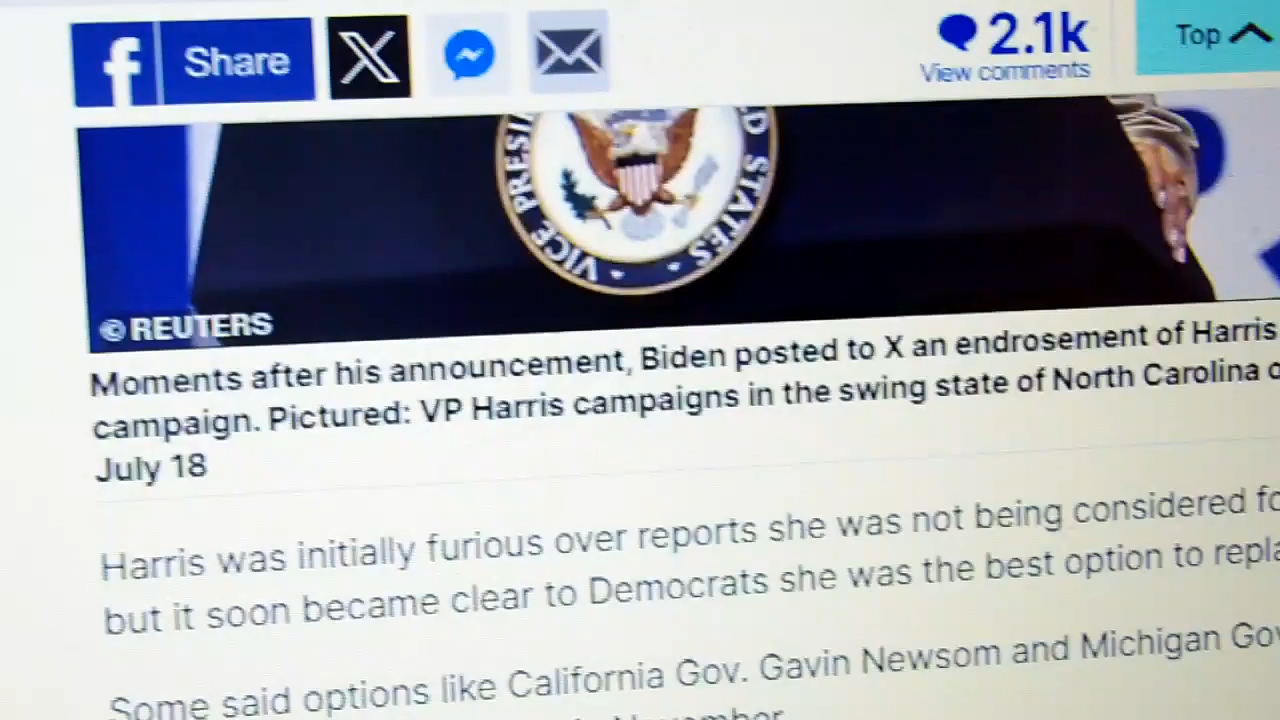 f Share X 2.1k Top
View comments
VICE PRESI D STATES
© REUTERS
Moments after his announcement, Biden posted to X an endrosement of Harris
campaign. Pictured: VP Harris campaigns in the swing state of North Carolina
July 18
Harris was initially furious over reports she was not being considered
but it soon became clear to Democrats she was the best option to
Some said options like California Gov. Gavin Newsom and Michigan